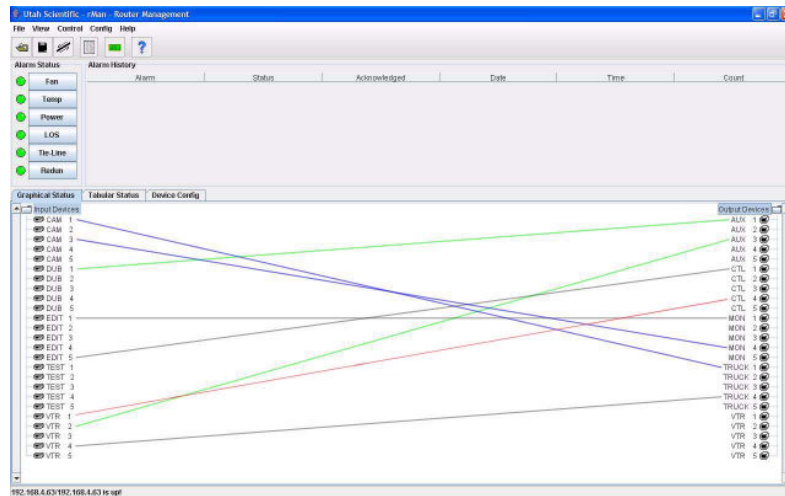 Utah Scientific - rMan - Router Management
File View Control Config Help
Alarm Status Alarm History
Alarm Status Acknowledged Date Time Count
Fan
Temp
Power
LOS
Tie-Line
Redun
Graphical Status Tabular Status Device Config
Input Devices Output Devices
CAM 1 AUX 1
CAM 2 AUX 2
CAM 3 AUX 3
CAM 4 AUX 4
CAM 5 AUX 5
DUB 1 CTL 1
DUB 2 CTL 2
DUB 3 CTL 3
DUB 4 CTL 4
DUB 5 CTL 5
EDIT 1 MON 1
EDIT 2 MON 2
EDIT 3 MON 3
EDIT 4 MON 4
EDIT 5 MON 5
TEST 1 TRUCK 1
TEST 2 TRUCK 2
TEST 3 TRUCK 3
TEST 4 TRUCK 4
TEST 5 TRUCK 5
VTR 1 VTR 1
VTR 2 VTR 2
VTR 3 VTR 3
VTR 4 VTR 4
VTR 5 VTR 5
192.168.4.63/192.168.4.63 is up!